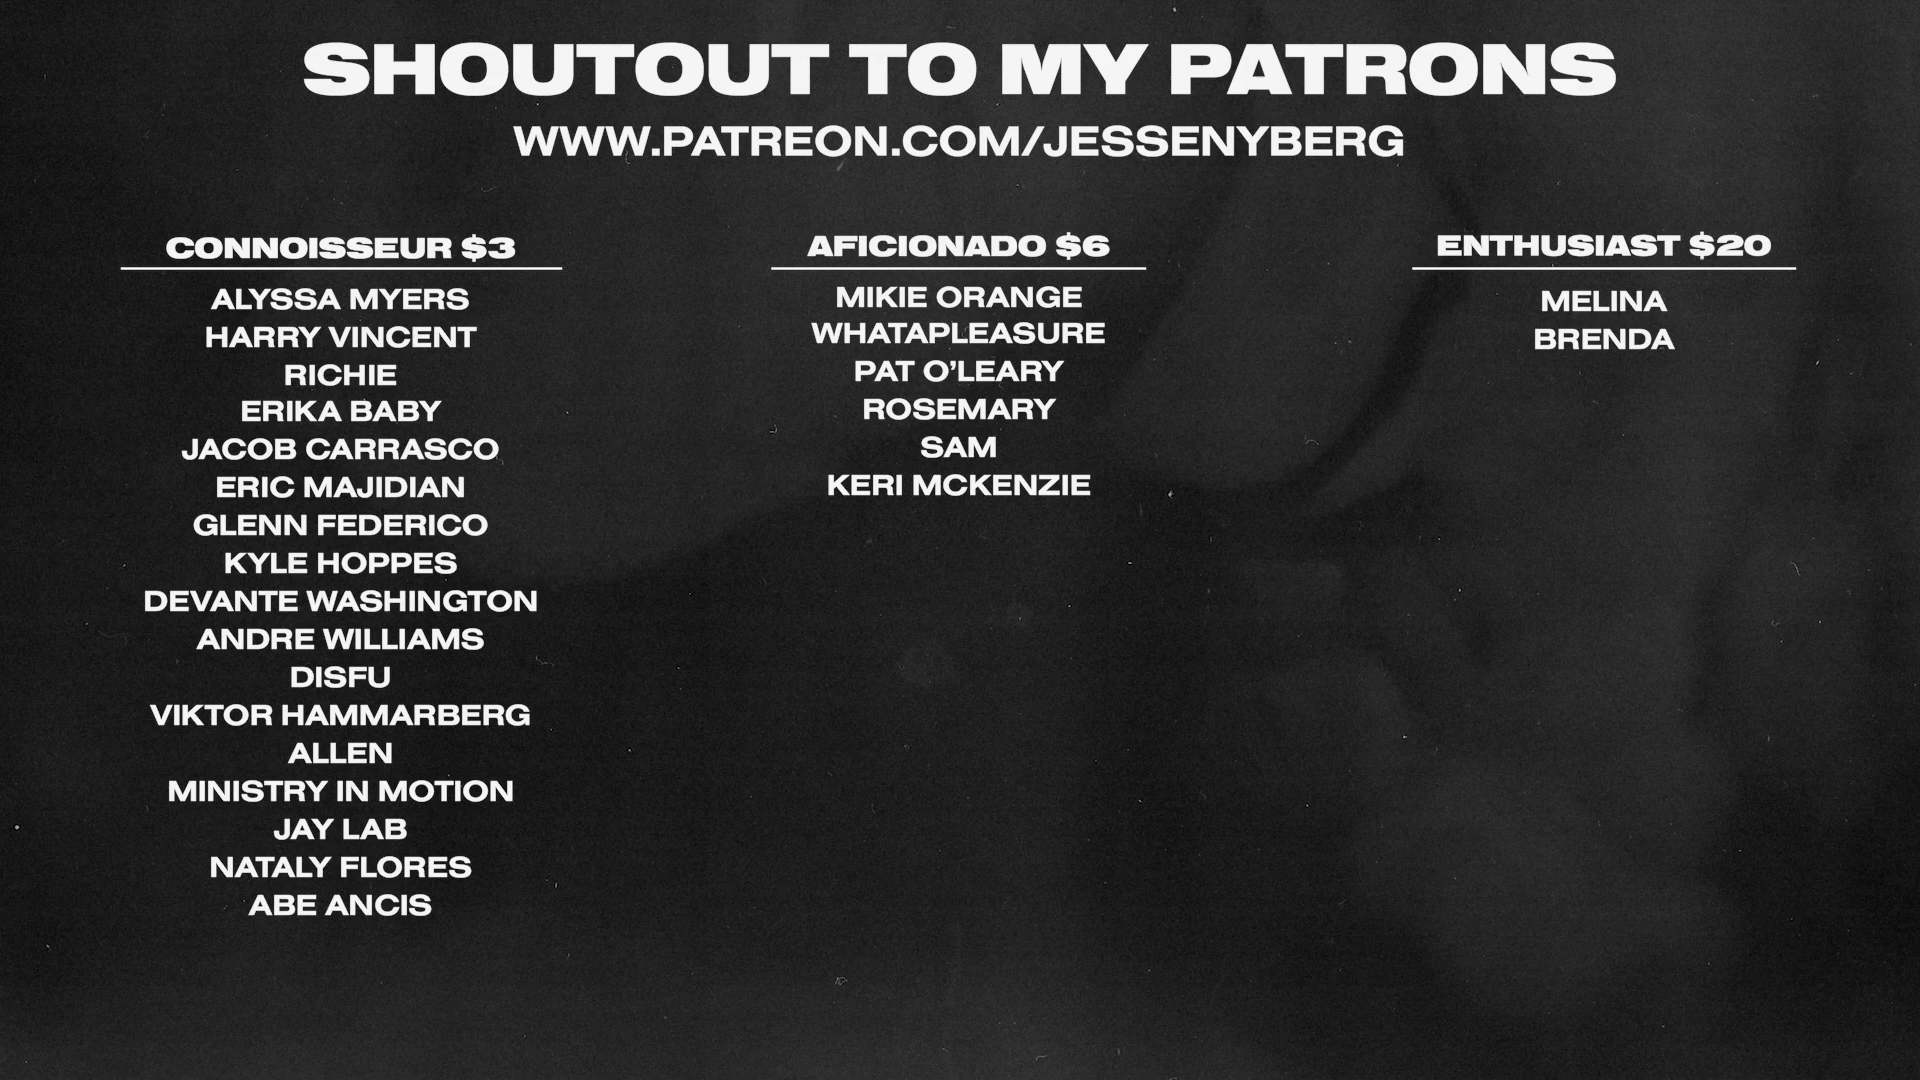 SHOUTOUT TO MY PATRONS
WWW.PATREON.COM/JESSENYBERG
CONNOISSEUR $3
ALYSSA MYERS
HARRY VINCENT
RICHIE
ERIKA BABY
JACOB CARRASCO
ERIC MAJIDIAN
GLENN FEDERICO
KYLE HOPPES
DEVANTE WASHINGTON
ANDRE WILLIAMS
DISFU
VIKTOR HAMMARBERG
ALLEN
MINISTRY IN MOTION
JAY LAB
NATALY FLORES
ABE ANCIS
AFICIONADO $6
MIKIE ORANGE
WHATAPLEASURE
PAT O’LEARY
ROSEMARY
SAM
KERI MCKENZIE
ENTHUSIAST $20
MELINA
BRENDA